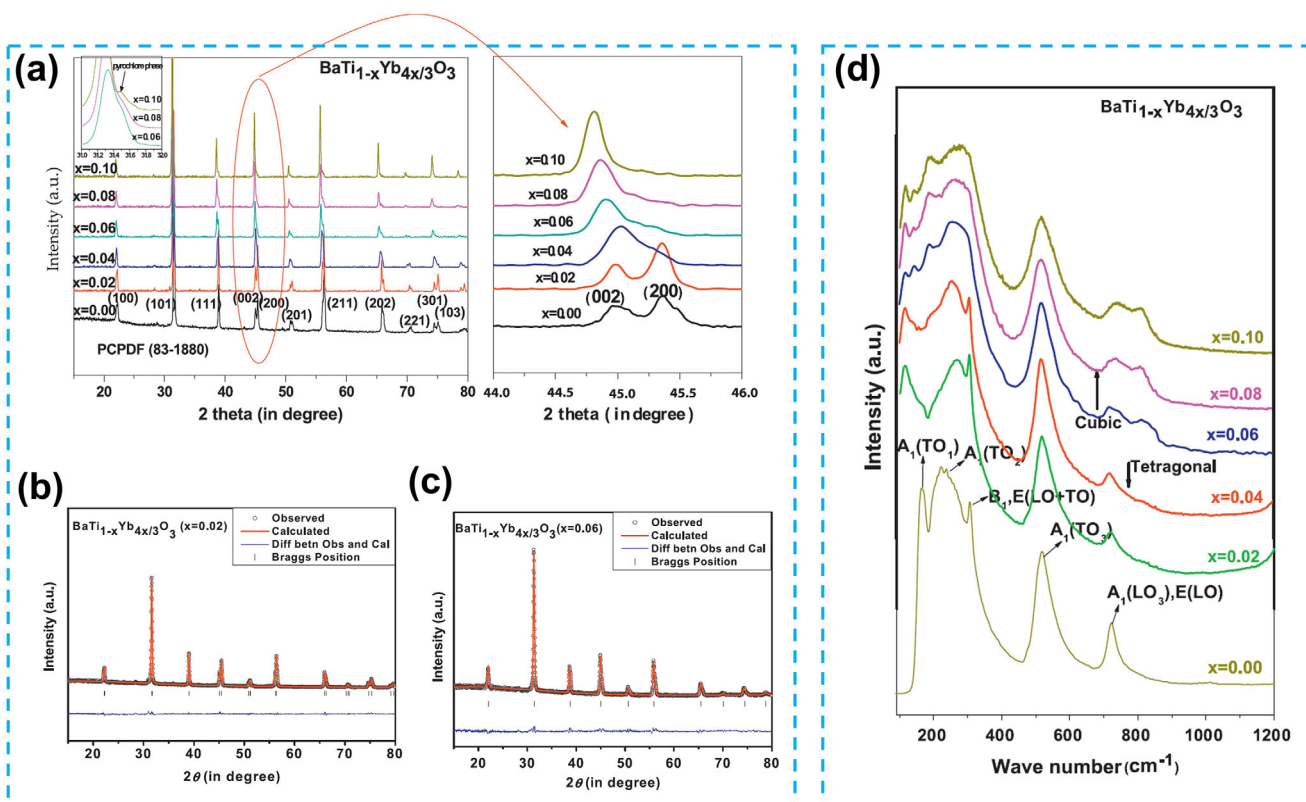 (a)
BaTi1-xYb4x/3O3
pyrochlore phase
x=0.10
x=0.08
x=0.06
31.0 31.2 31.4 31.6 31.8 32.0
x=0.10
x=0.08
x=0.06
x=0.04
x=0.02
x=0.00
(100)
(101)
(111)
(002)
(200)
(201)
(211)
(202)
(221)
(301)
(103)
PCPDF (83-1880)
Intensity (a.u.)
15 20 30 40 50 60 70 80
2 theta (in degree)
x=0.10
x=0.08
x=0.06
x=0.04
x=0.02
x=0.00
(002)
(200)
44.0 44.5 45.0 45.5 46.0
2 theta ( in degree)
(b)
BaTi1-xYb4x/3O3 (x=0.02)
Observed
Calculated
Diff betn Obs and Cal
Braggs Position
Intensity (a.u.)
20 30 40 50 60 70 80
2θ (in degree)
(c)
BaTi1-xYb4x/3O3(x=0.06)
Observed
Calculated
Diff betn Obs and Cal
Braggs Position
Intensity (a.u.)
20 30 40 50 60 70 80
2θ (in degree)
(d)
BaTi1-xYb4x/3O3
x=0.10
x=0.08
Cubic
x=0.06
Tetragonal
x=0.04
x=0.02
x=0.00
A1(TO1)
A1(TO2)
B1,E(LO+TO)
A1(TO3)
A1(LO3),E(LO)
Intensity (a.u.)
200 400 600 800 1000 1200
Wave number(cm-1)